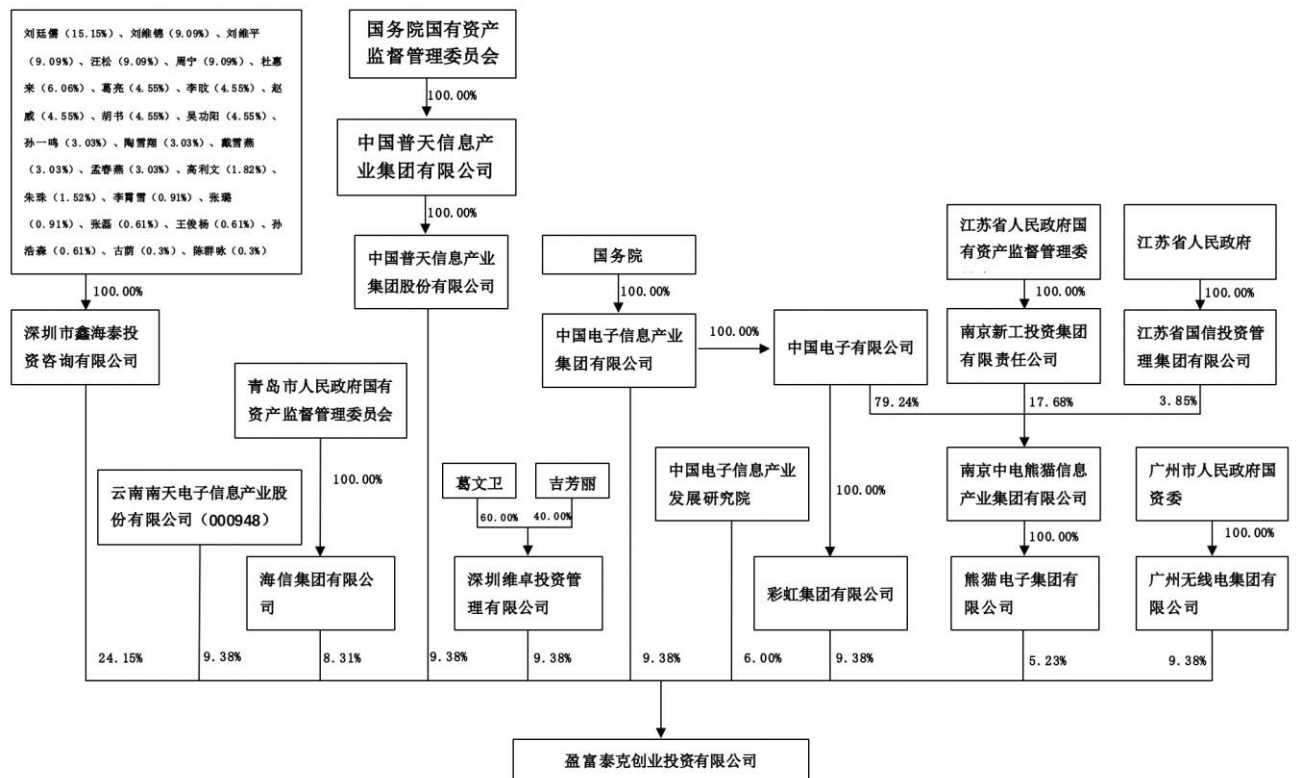 刘廷儒（15.15%）、刘维锦（9.09%）、刘维平
（9.09%）、汪松（9.09%）、周宁（9.09%）、杜惠
来（6.06%）、葛亮（4.55%）、李旼（4.55%）、赵
威（4.55%）、胡书（4.55%）、吴功阳（4.55%）、
孙一鸣（3.03%）、陶雪翔（3.03%）、戴雪燕
（3.03%）、孟春燕（3.03%）、高利文（1.82%）、
朱珠（1.52%）、李霄雪（0.91%）、张璐
（0.91%）、张磊（0.61%）、王俊杨（0.61%）、孙
浩淼（0.61%）、古荫（0.3%）、陈群咏（0.3%）
国务院国有资产
监督管理委员会
100.00%
中国普天信息产
业集团有限公司
100.00%
中国普天信息产业
集团股份有限公司
国务院
江苏省人民政府国
有资产监督管理委
江苏省人民政府
100.00%
100.00%
100.00%
100.00%
深圳市鑫海泰投
资咨询有限公司
中国电子信息产业
集团有限公司
100.00%
中国电子有限公司
南京新工投资集团
有限责任公司
江苏省国信投资管
理集团有限公司
青岛市人民政府国有
资产监督管理委员会
79.24%
17.68%
3.85%
100.00%
云南南天电子信息产业股
份有限公司（000948）
葛文卫
吉芳丽
60.00%
40.00%
中国电子信息产业
发展研究院
100.00%
南京中电熊猫信息
产业集团有限公司
广州市人民政府国
资委
100.00%
100.00%
海信集团有限公
司
深圳维卓投资管
理有限公司
彩虹集团有限公司
熊猫电子集团有
限公司
广州无线电集团有
限公司
24.15%
9.38%
8.31%
9.38%
9.38%
9.38%
6.00%
9.38%
5.23%
9.38%
盈富泰克创业投资有限公司